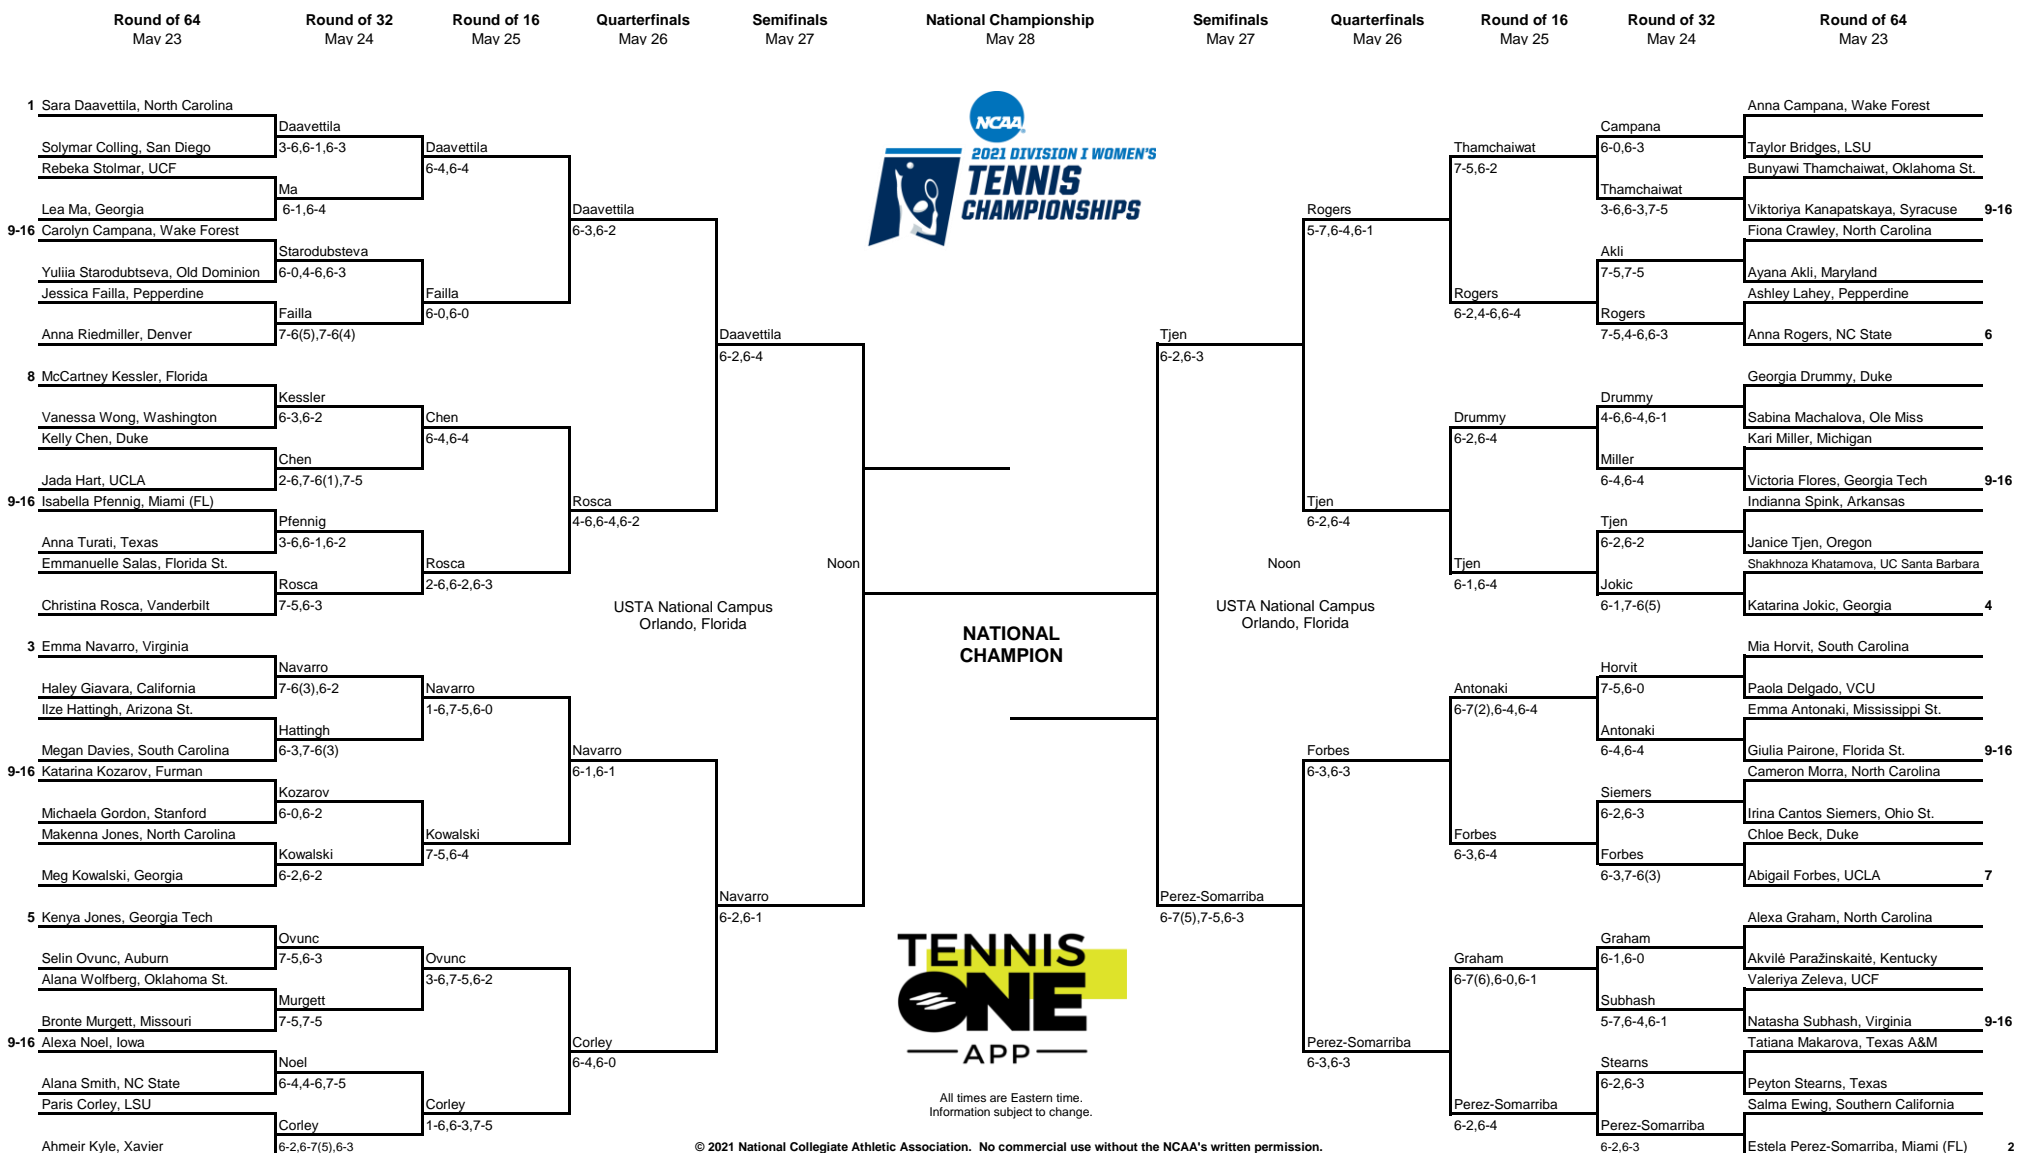 Round of 64 Round of 32 Round of 16 Quarterfinals Semifinals National Championship Semifinals Quarterfinals Round of 16 Round of 32 Round of 64
May 23 May 24 May 25 May 26 May 27 May 28 May 27 May 26 May 25 May 24 May 23
1 Sara Daavettila, North Carolina
Solymar Colling, San Diego
Rebeka Stolmar, UCF
Lea Ma, Georgia
9-16 Carolyn Campana, Wake Forest
Yuliia Starodubtseva, Old Dominion
Jessica Failla, Pepperdine
Anna Riedmiller, Denver
8 McCartney Kessler, Florida
Vanessa Wong, Washington
Kelly Chen, Duke
Jada Hart, UCLA
9-16 Isabella Pfennig, Miami (FL)
Anna Turati, Texas
Emmanuelle Salas, Florida St.
Christina Rosca, Vanderbilt
3 Emma Navarro, Virginia
Haley Giavara, California
Ilze Hattingh, Arizona St.
Megan Davies, South Carolina
9-16 Katarina Kozarov, Furman
Michaela Gordon, Stanford
Makenna Jones, North Carolina
Meg Kowalski, Georgia
5 Kenya Jones, Georgia Tech
Selin Ovunc, Auburn
Alana Wolfberg, Oklahoma St.
Bronte Murgett, Missouri
9-16 Alexa Noel, Iowa
Alana Smith, NC State
Paris Corley, LSU
Ahmeir Kyle, Xavier
Daavettila
3-6,6-1,6-3
Ma
6-1,6-4
Starodubsteva
6-0,4-6,6-3
Failla
7-6(5),7-6(4)
Kessler
6-3,6-2
Chen
2-6,7-6(1),7-5
Pfennig
3-6,6-1,6-2
Rosca
7-5,6-3
Navarro
7-6(3),6-2
Hattingh
6-3,7-6(3)
Kozarov
6-0,6-2
Kowalski
6-2,6-2
Ovunc
7-5,6-3
Murgett
7-5,7-5
Noel
6-4,4-6,7-5
Corley
6-2,6-7(5),6-3
Daavettila
6-4,6-4
Failla
6-0,6-0
Chen
6-4,6-4
Rosca
2-6,6-2,6-3
Navarro
1-6,7-5,6-0
Kowalski
7-5,6-4
Ovunc
3-6,7-5,6-2
Corley
1-6,6-3,7-5
Daavettila
6-3,6-2
Rosca
4-6,6-4,6-2
Navarro
6-1,6-1
Corley
6-4,6-0
Daavettila
6-2,6-4
Navarro
6-2,6-1
Noon
USTA National Campus
Orlando, Florida
NCAA
2021 DIVISION I WOMEN'S
TENNIS
CHAMPIONSHIPS
NATIONAL
CHAMPION
TENNIS
ONE
APP
All times are Eastern time.
Information subject to change.
Tjen
6-2,6-3
Perez-Somarriba
6-7(5),7-5,6-3
Noon
USTA National Campus
Orlando, Florida
Rogers
5-7,6-4,6-1
Tjen
6-2,6-4
Forbes
6-3,6-3
Perez-Somarriba
6-3,6-3
Thamchaiwat
7-5,6-2
Rogers
6-2,4-6,6-4
Drummy
6-2,6-4
Tjen
6-1,6-4
Antonaki
6-7(2),6-4,6-4
Forbes
6-3,6-4
Graham
6-7(6),6-0,6-1
Perez-Somarriba
6-2,6-4
Campana
6-0,6-3
Thamchaiwat
3-6,6-3,7-5
Akli
7-5,7-5
Rogers
7-5,4-6,6-3
Drummy
4-6,6-4,6-1
Miller
6-4,6-4
Tjen
6-2,6-2
Jokic
6-1,7-6(5)
Horvit
7-5,6-0
Antonaki
6-4,6-4
Siemers
6-2,6-3
Forbes
6-3,7-6(3)
Graham
6-1,6-0
Subhash
5-7,6-4,6-1
Stearns
6-2,6-3
Perez-Somarriba
6-2,6-3
Anna Campana, Wake Forest
Taylor Bridges, LSU
Bunyawi Thamchaiwat, Oklahoma St.
Viktoriya Kanapatskaya, Syracuse 9-16
Fiona Crawley, North Carolina
Ayana Akli, Maryland
Ashley Lahey, Pepperdine
Anna Rogers, NC State 6
Georgia Drummy, Duke
Sabina Machalova, Ole Miss
Kari Miller, Michigan
Victoria Flores, Georgia Tech 9-16
Indianna Spink, Arkansas
Janice Tjen, Oregon
Shakhnoza Khatamova, UC Santa Barbara
Katarina Jokic, Georgia 4
Mia Horvit, South Carolina
Paola Delgado, VCU
Emma Antonaki, Mississippi St.
Giulia Pairone, Florida St. 9-16
Cameron Morra, North Carolina
Irina Cantos Siemers, Ohio St.
Chloe Beck, Duke
Abigail Forbes, UCLA 7
Alexa Graham, North Carolina
Akvilė Paražinskaitė, Kentucky
Valeriya Zeleva, UCF
Natasha Subhash, Virginia 9-16
Tatiana Makarova, Texas A&M
Peyton Stearns, Texas
Salma Ewing, Southern California
Estela Perez-Somarriba, Miami (FL) 2
© 2021 National Collegiate Athletic Association. No commercial use without the NCAA's written permission.